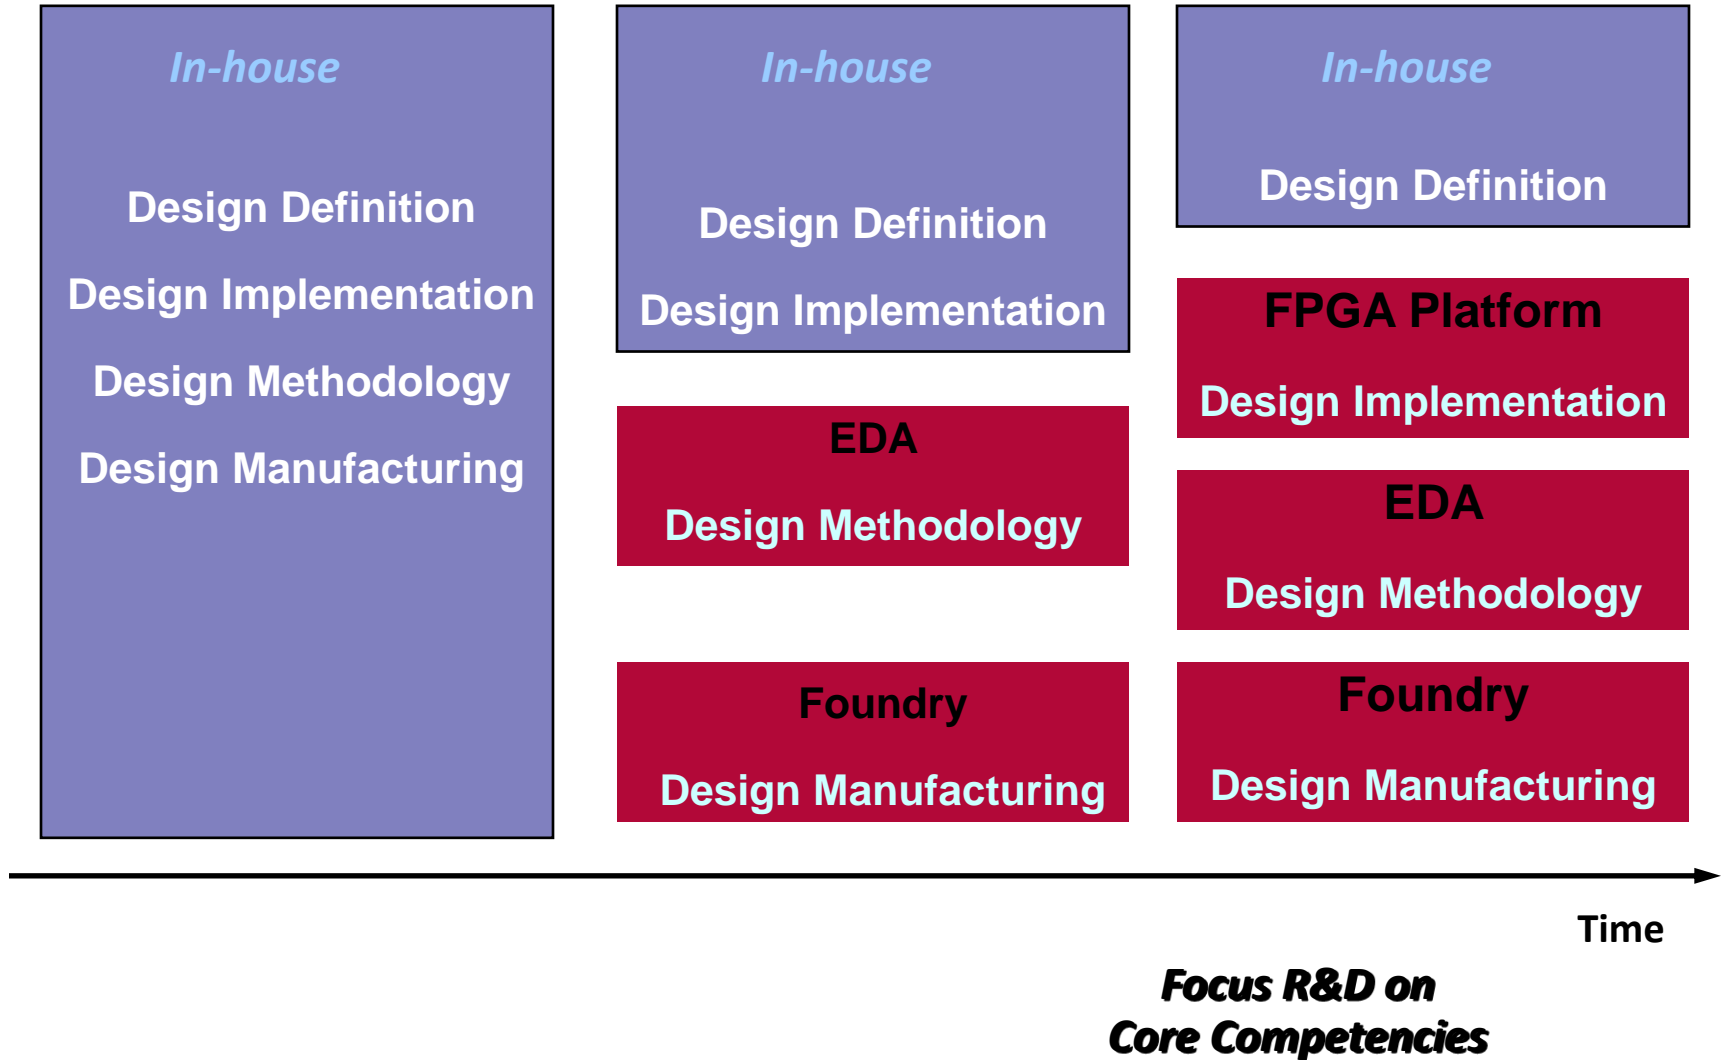 In-house
Design Definition
Design Implementation
Design Methodology
Design Manufacturing
In-house
Design Definition
Design Implementation
EDA
Design Methodology
Foundry
Design Manufacturing
In-house
Design Definition
FPGA Platform
Design Implementation
EDA
Design Methodology
Foundry
Design Manufacturing
Time
Focus R&D on
Core Competencies